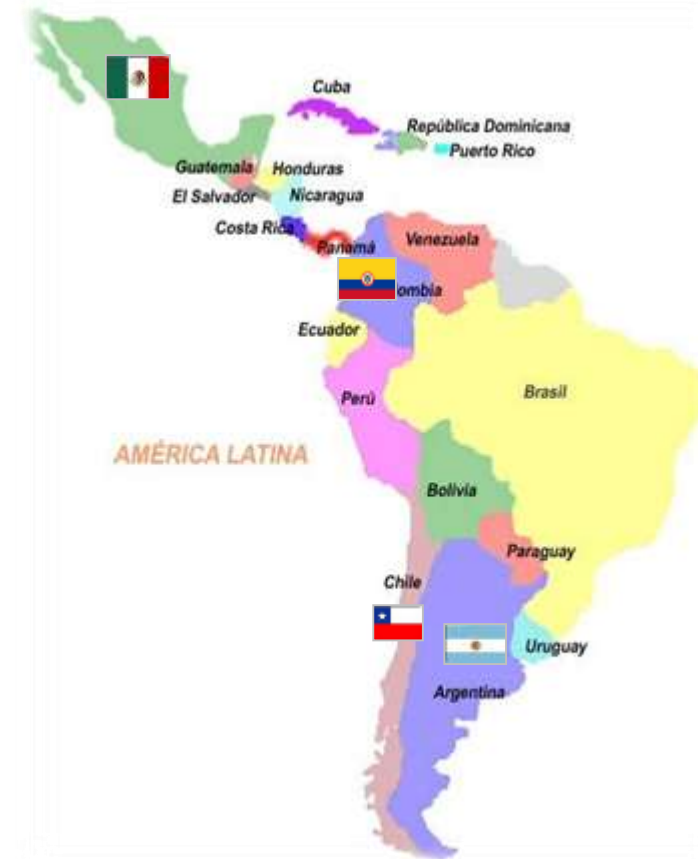 Cuba
República Dominicana
Puerto Rico
Guatemala
Honduras
El Salvador
Nicaragua
Costa Rica
Panamá
Venezuela
ombia
Ecuador
Brasil
Perú
AMÉRICA LATINA
Bolivia
Paraguay
Chile
Uruguay
Argentina